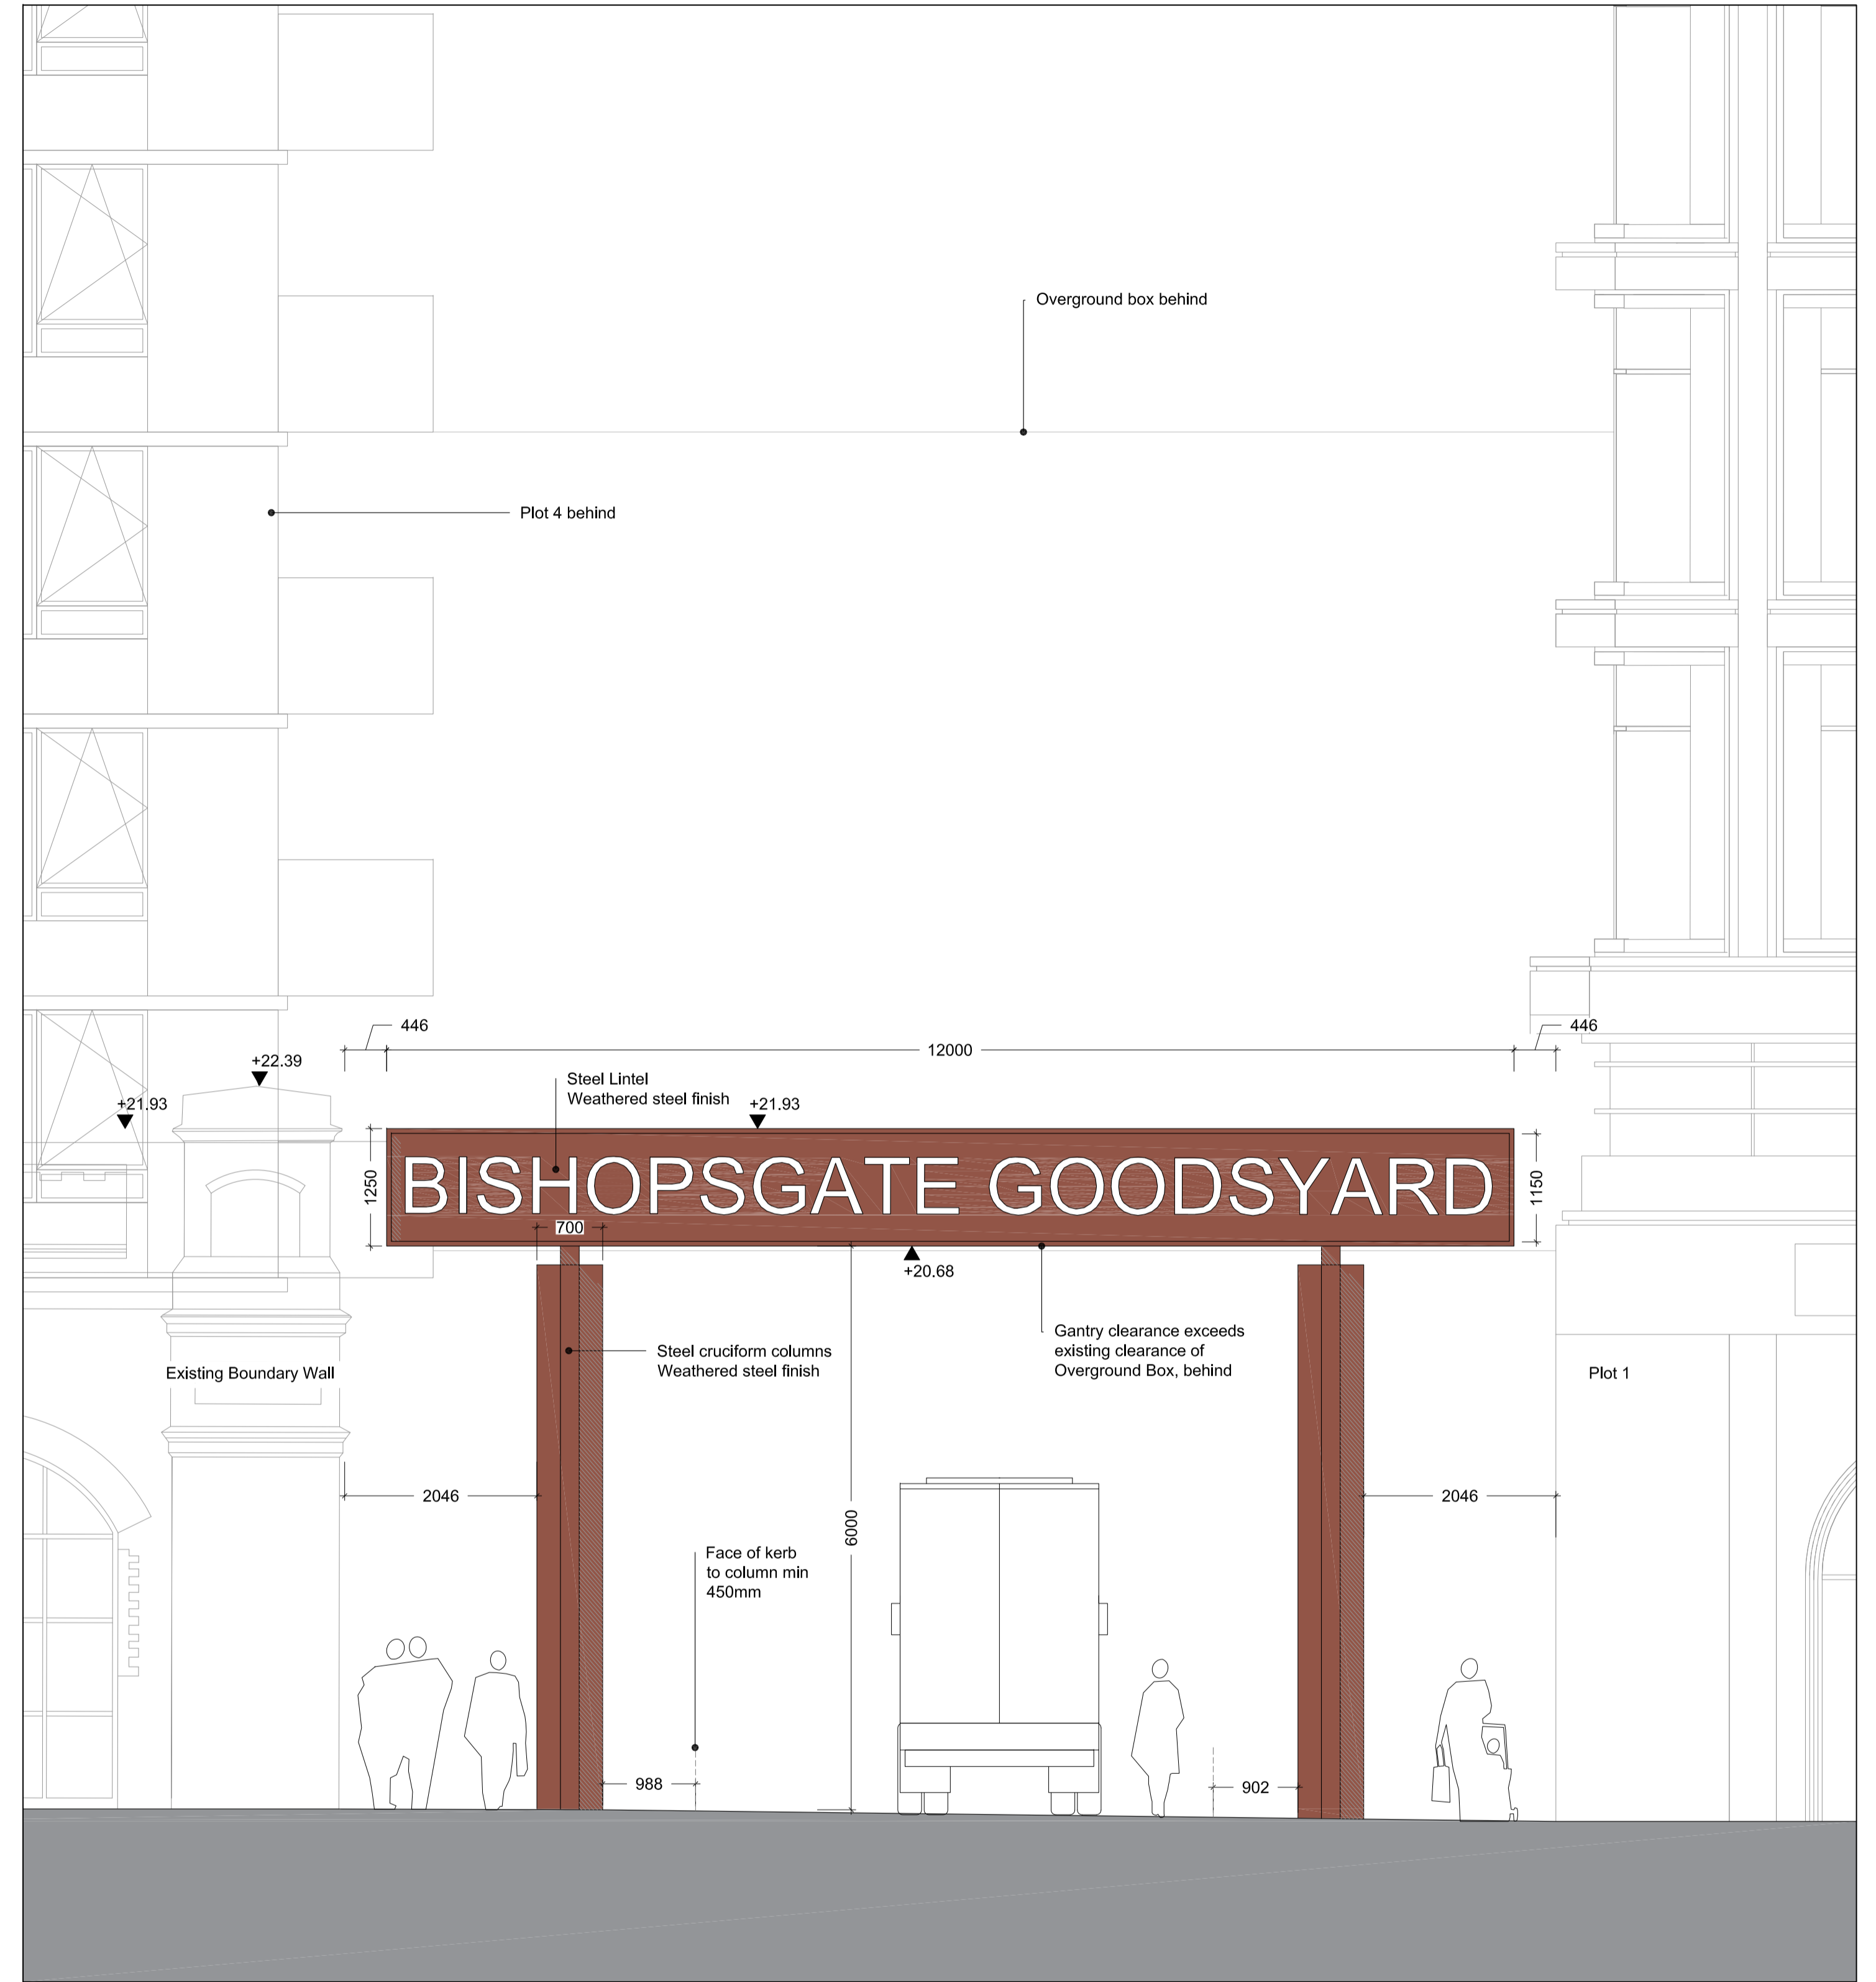 Overground box behind
Plot 4 behind
446
446
12000
+22.39
Steel Lintel
Weathered steel finish
+21.93
+21.93
1250
BISHOPSGATE GOODSYARD
1150
700
+20.68
Steel cruciform columns
Weathered steel finish
Gantry clearance exceeds
existing clearance of
Overground Box, behind
Existing Boundary Wall
Plot 1
2046
2046
6000
Face of kerb
to column min
450mm
988
902